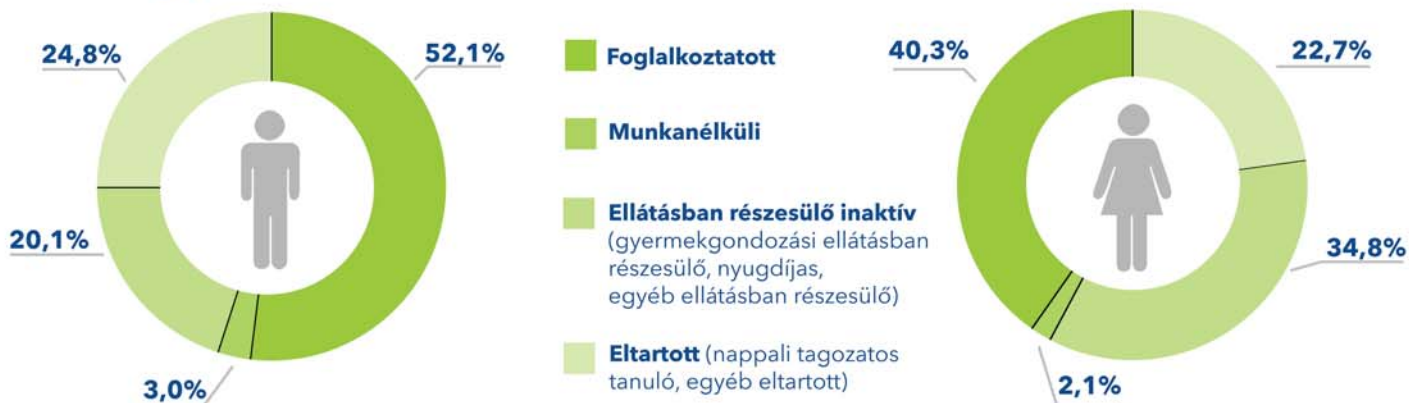 24,8%
52,1%
20,1%
3,0%
Foglalkoztatott
Munkanélküli
Ellátásban részesülő inaktív
(gyermekgondozási ellátásban
részesülő, nyugdíjas,
egyéb ellátásban részesülő)
Eltartott (nappali tagozatos
tanuló, egyéb eltartott)
40,3%
22,7%
34,8%
2,1%